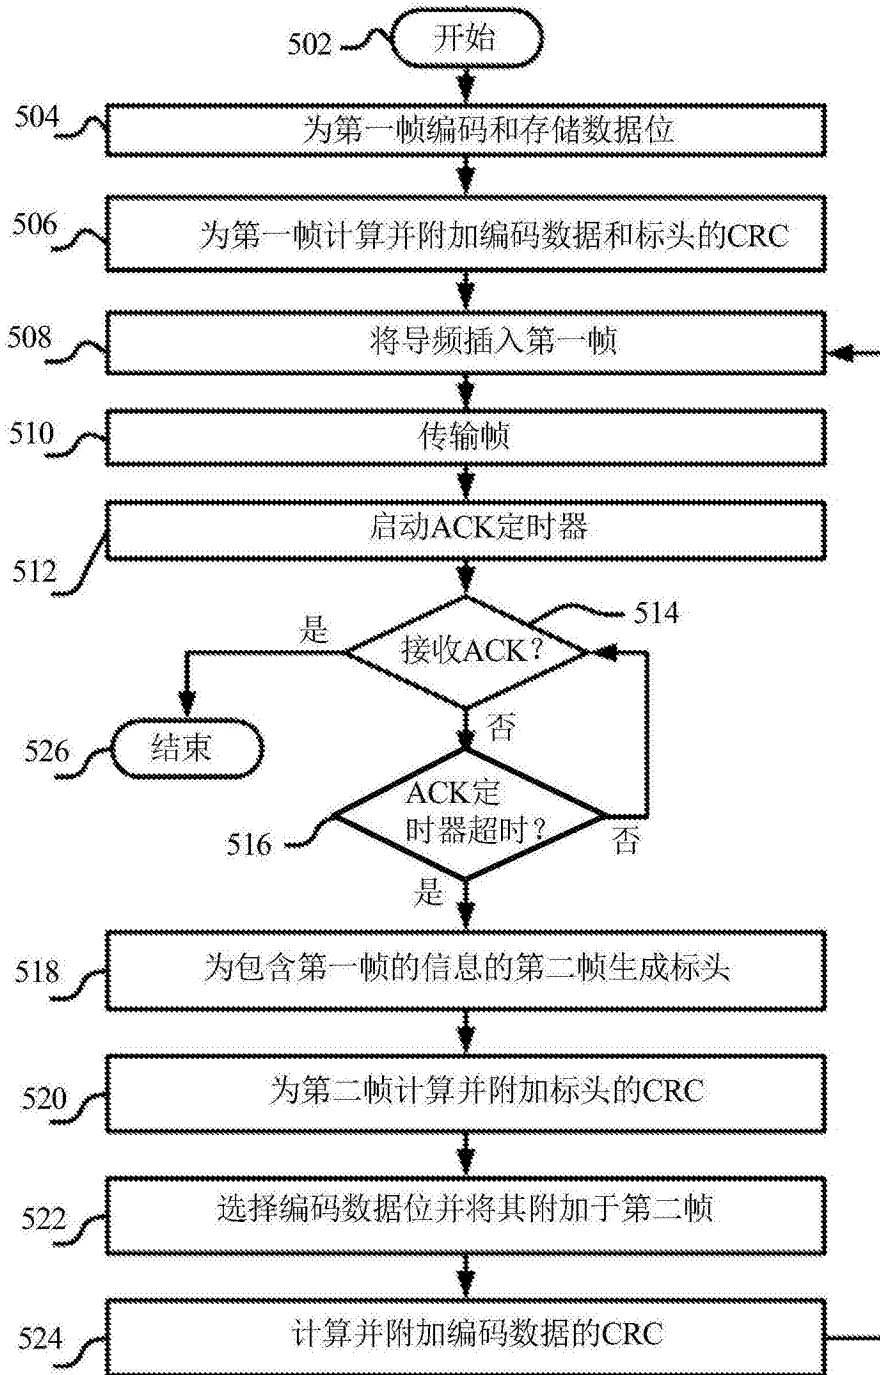 502 开始
504 为第一帧编码和存储数据位
506 为第一帧计算并附加编码数据和标头的CRC
508 将导频插入第一帧
510 传输帧
512 启动ACK定时器
514
是 接收ACK?
否
526 结束
516 ACK定
时器超时?
否
是
518 为包含第一帧的信息的第二帧生成标头
520 为第二帧计算并附加标头的CRC
522 选择编码数据位并将其附加于第二帧
524 计算并附加编码数据的CRC